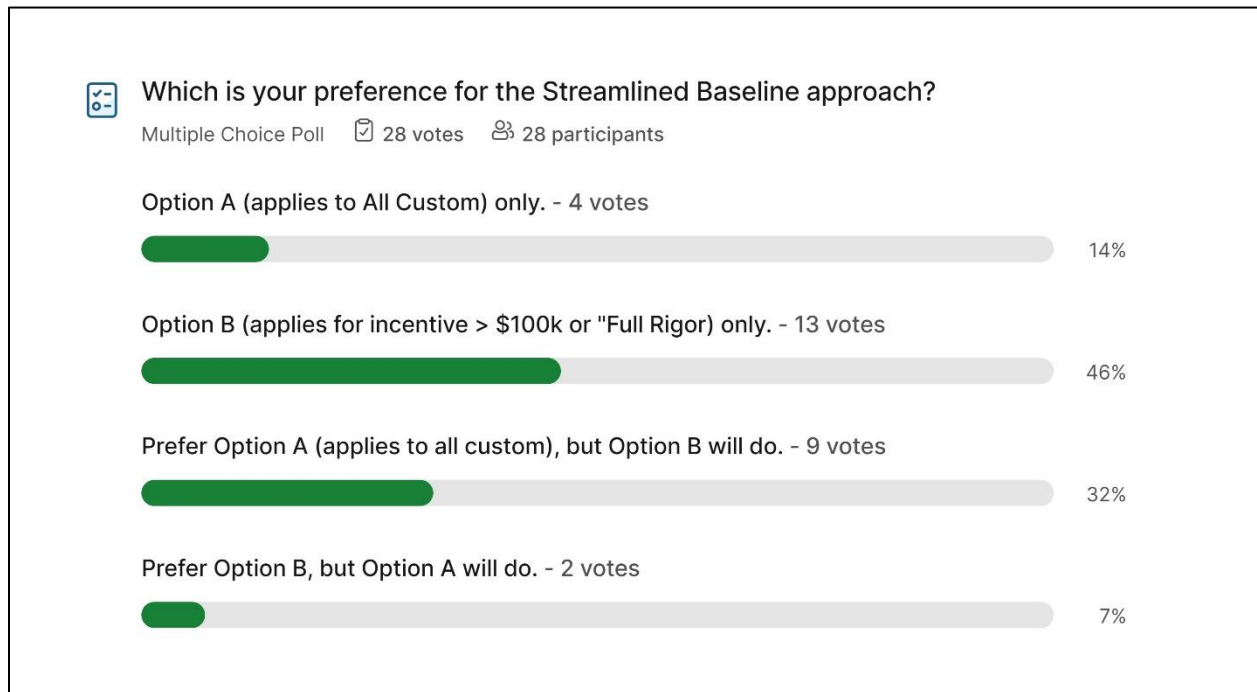 Which is your preference for the Streamlined Baseline approach?
Multiple Choice Poll 28 votes 28 participants
Option A (applies to All Custom) only. - 4 votes
14%
Option B (applies for incentive > $100k or "Full Rigor) only. - 13 votes
46%
Prefer Option A (applies to all custom), but Option B will do. - 9 votes
32%
Prefer Option B, but Option A will do. - 2 votes
7%